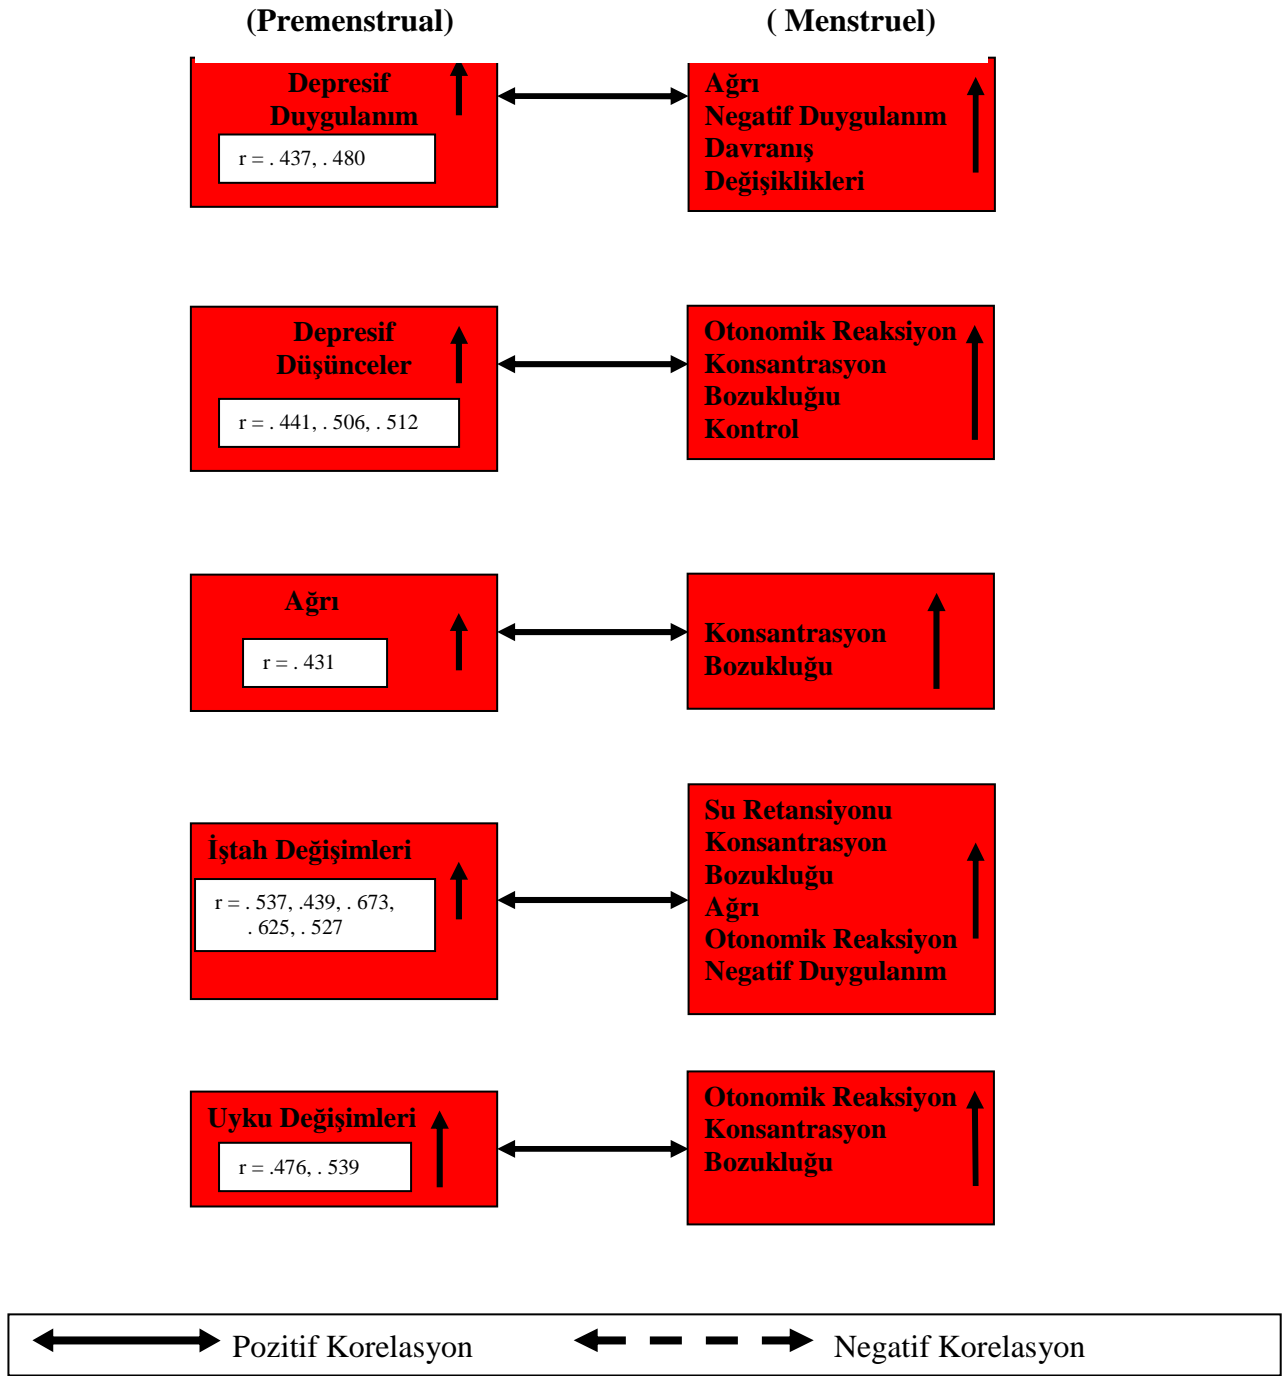 (Premenstrual)
( Menstruel)
Depresif
Duygulanım
r = . 437, . 480
Ağrı
Negatif Duygulanım
Davranış
Değişiklikleri
Depresif
Düşünceler
r = . 441, . 506, . 512
Otonomik Reaksiyon
Konsantrasyon
Bozukluğıu
Kontrol
Ağrı
r = . 431
Konsantrasyon
Bozukluğu
İştah Değişimleri
r = . 537, .439, . 673,
. 625, . 527
Su Retansiyonu
Konsantrasyon
Bozukluğu
Ağrı
Otonomik Reaksiyon
Negatif Duygulanım
Uyku Değişimleri
r = .476, . 539
Otonomik Reaksiyon
Konsantrasyon
Bozukluğu
Pozitif Korelasyon
Negatif Korelasyon